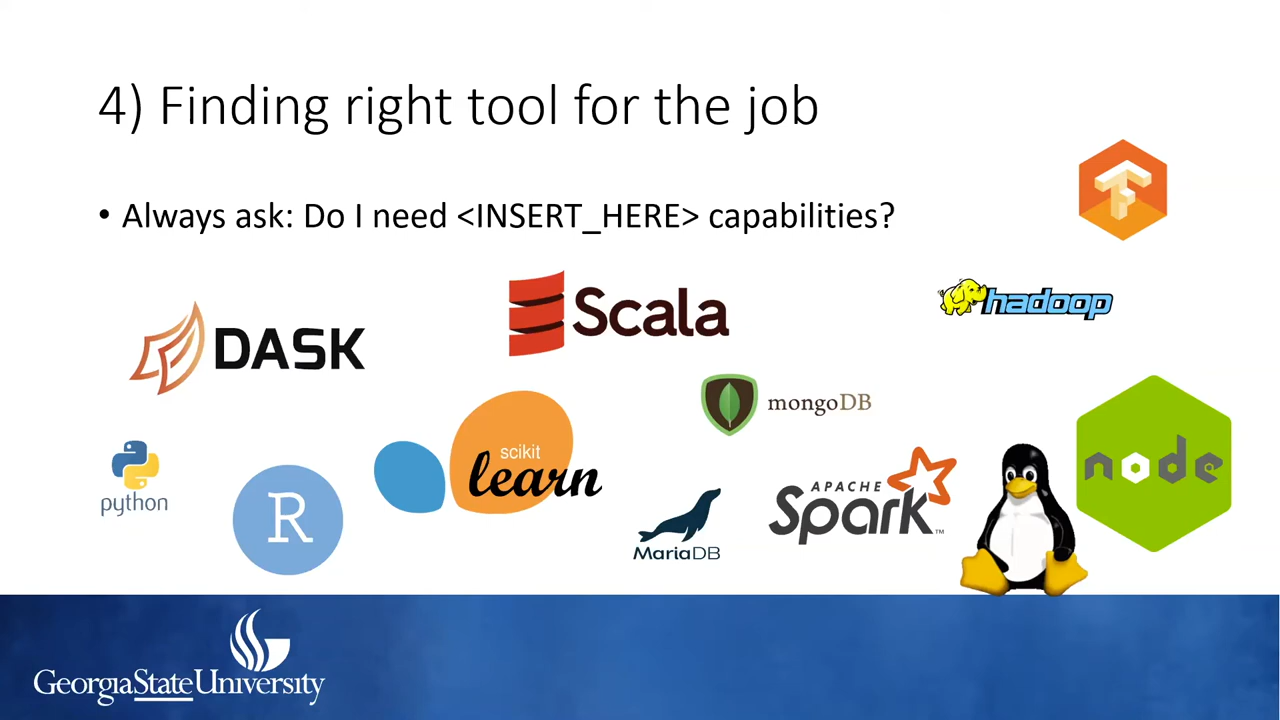 4) Finding right tool for the job
• Always ask: Do I need <INSERT_HERE> capabilities?
DASK
Scala
hadoop
mongoDB
python
R
scikit
learn
MariaDB
APACHE
Spark™
node
GeorgiaStateUniversity